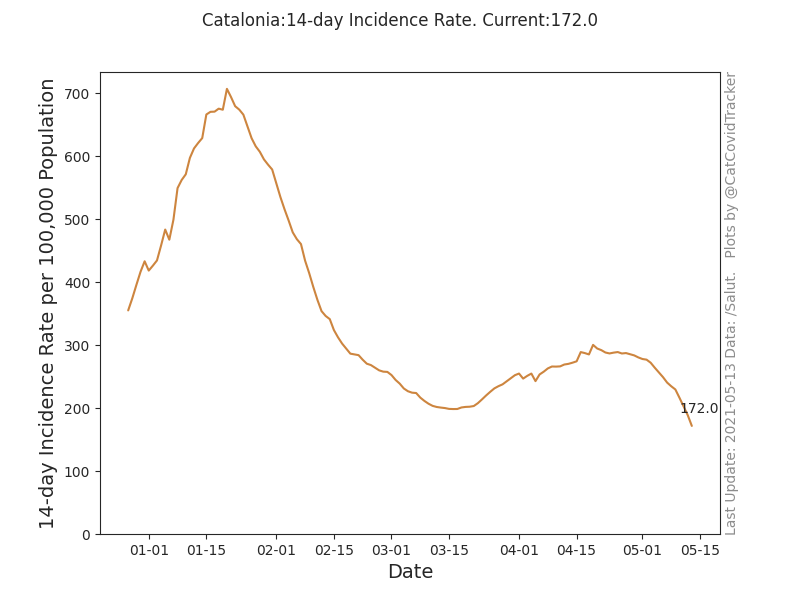 Catalonia:14-day Incidence Rate. Current:172.0
14-day Incidence Rate per 100,000 Population
700
600
500
400
300
200
100
0
172.0
01-01 01-15 02-01 02-15 03-01 03-15 04-01 04-15 05-01 05-15
Date
Last Update: 2021-05-13 Data: /Salut. Plots by @CatCovidTracker